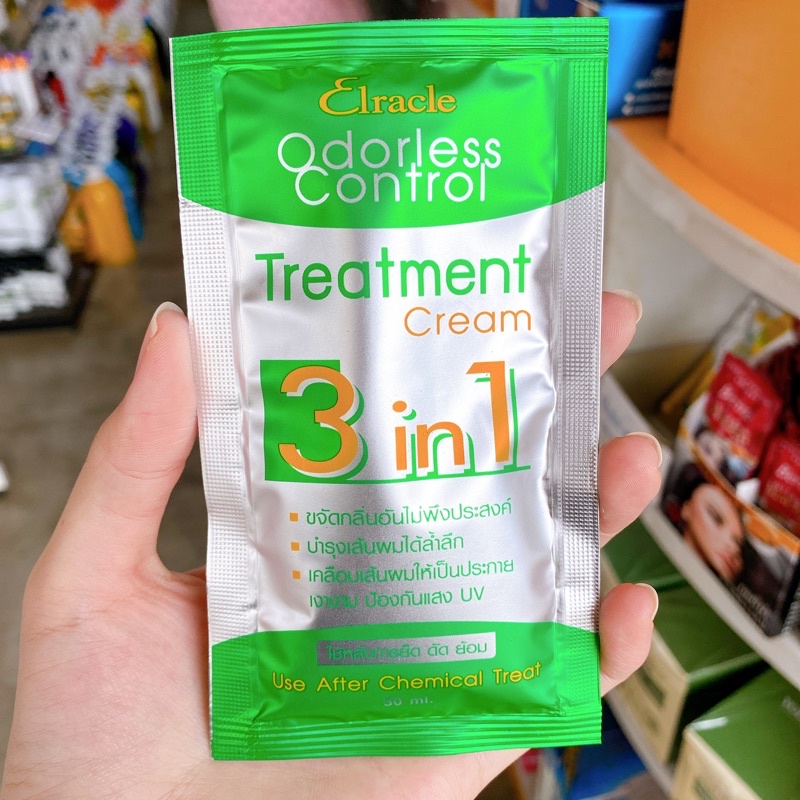 Elracle
Odorless
Control
Treatment
Cream
3 in 1
ขจัดกลิ่นอันไม่พึงประสงค์
บำรุงเส้นผมได้ล้ำลึก
เคลือบเส้นผมให้เป็นประกาย
เงางาม ป้องกันแสง UV
ใช้หลังการยืด ดัด ย้อม
Use After Chemical Treat
30 ml.